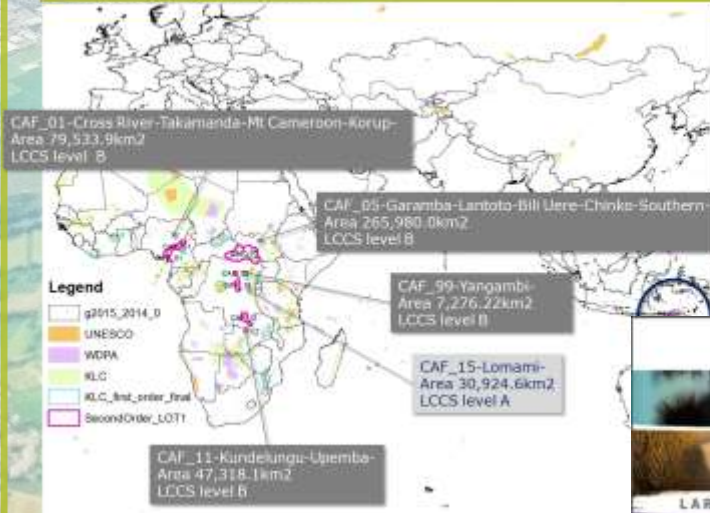 CAF_01-Cross River-Takamanda-Mt Cameroon-Korup-
Area 79,533.9km2
LCCS level B
CAF_05-Garamba-Lantoto-Bili Uere-Chinko-Southern-
Area 265,980.0km2
LCCS level B
CAF_99-Yangambi-
Area 7,276.22km2
LCCS level B
CAF_15-Lomami-
Area 30,924.6km2
LCCS level A
CAF_11-Kundelungu-Upemba-
Area 47,318.1km2
LCCS level B
Legend
g2015_2014_0
UNESCO
WDPA
KLC
KLC_first_order_final
SecondOrder_LOT1
LAR